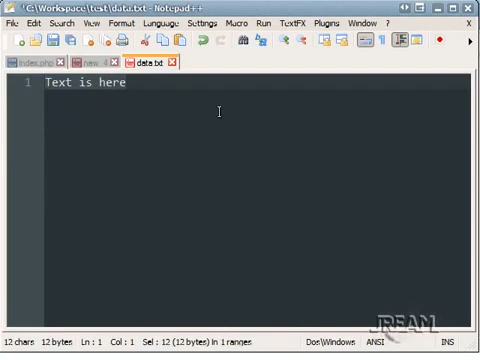 *C:\Workspace\test\data.txt - Notepad++
File Edit Search View Encoding Language Settings Macro Run TextFX Plugins Window ?
index.php new 4 data.txt
1 Text is here
JREAM
12 chars 12 bytes Ln : 1 Col : 1 Sel : 12 (12 bytes) in 1 ranges Dos\Windows ANSI INS